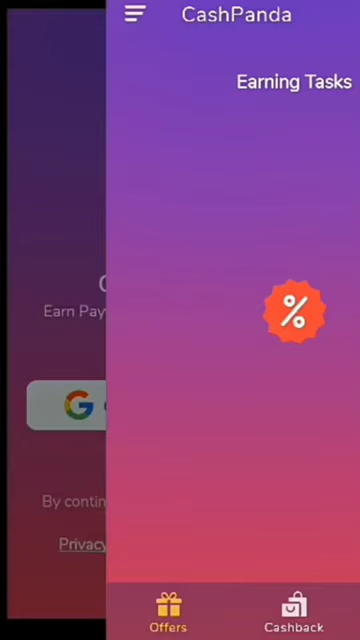 CashPanda
Earning Tasks
%
Earn Pay
G
By contin
Privacy
Offers
Cashback